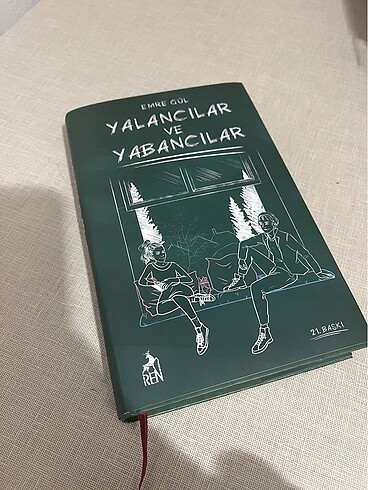 EMRE GÜL
YALANCILAR
VE
YABANCILAR
21. BASKI
REN